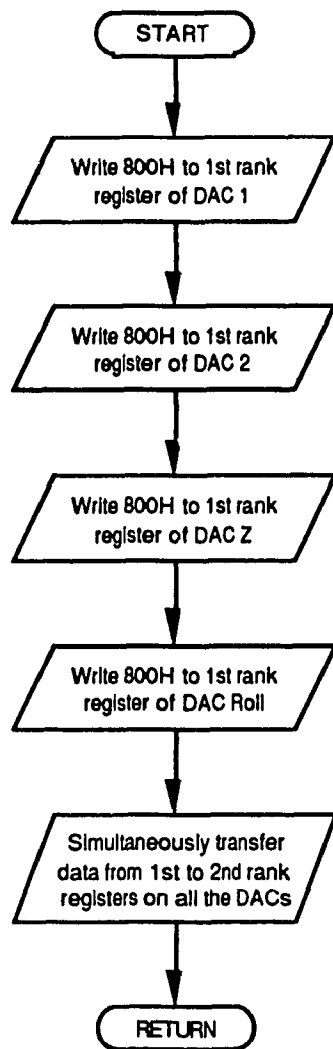 START
Write 800H to 1st rank
register of DAC 1
Write 800H to 1st rank
register of DAC 2
Write 800H to 1st rank
register of DAC Z
Write 800H to 1st rank
register of DAC Roll
Simultaneously transfer
data from 1st to 2nd rank
registers on all the DACs
RETURN